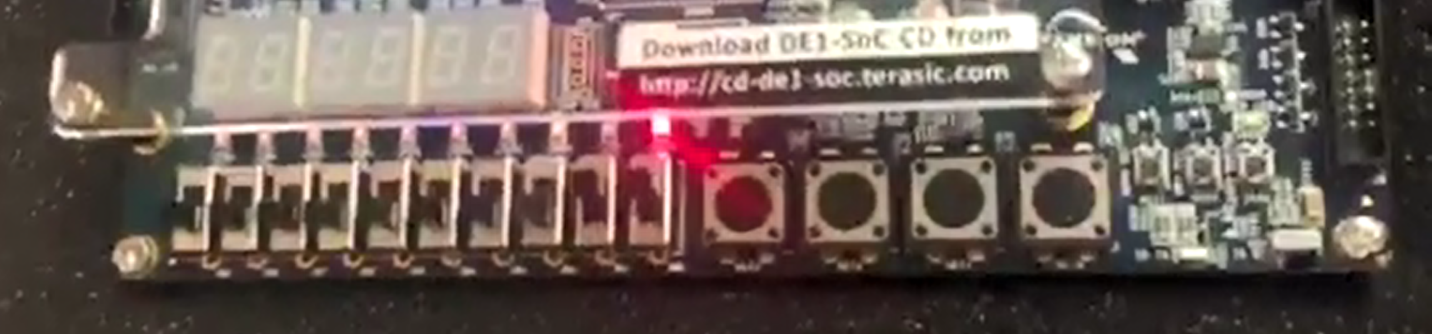 Download DE1-SoC CD from
http://cd-de1-soc.terasic.com